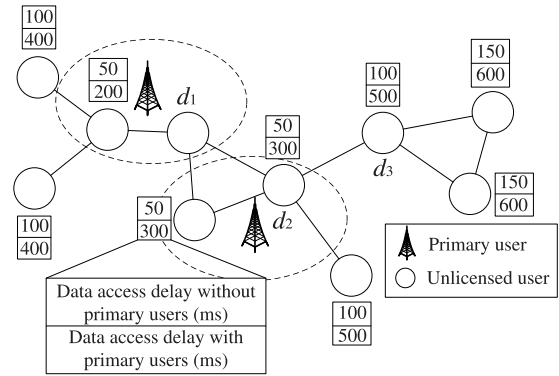 100
400
50
200
d1
150
600
100
500
50
300
d3
100
400
50
300
d2
150
600
Primary user
Unlicensed user
Data access delay without
primary users (ms)
Data access delay with
primary users (ms)
100
500